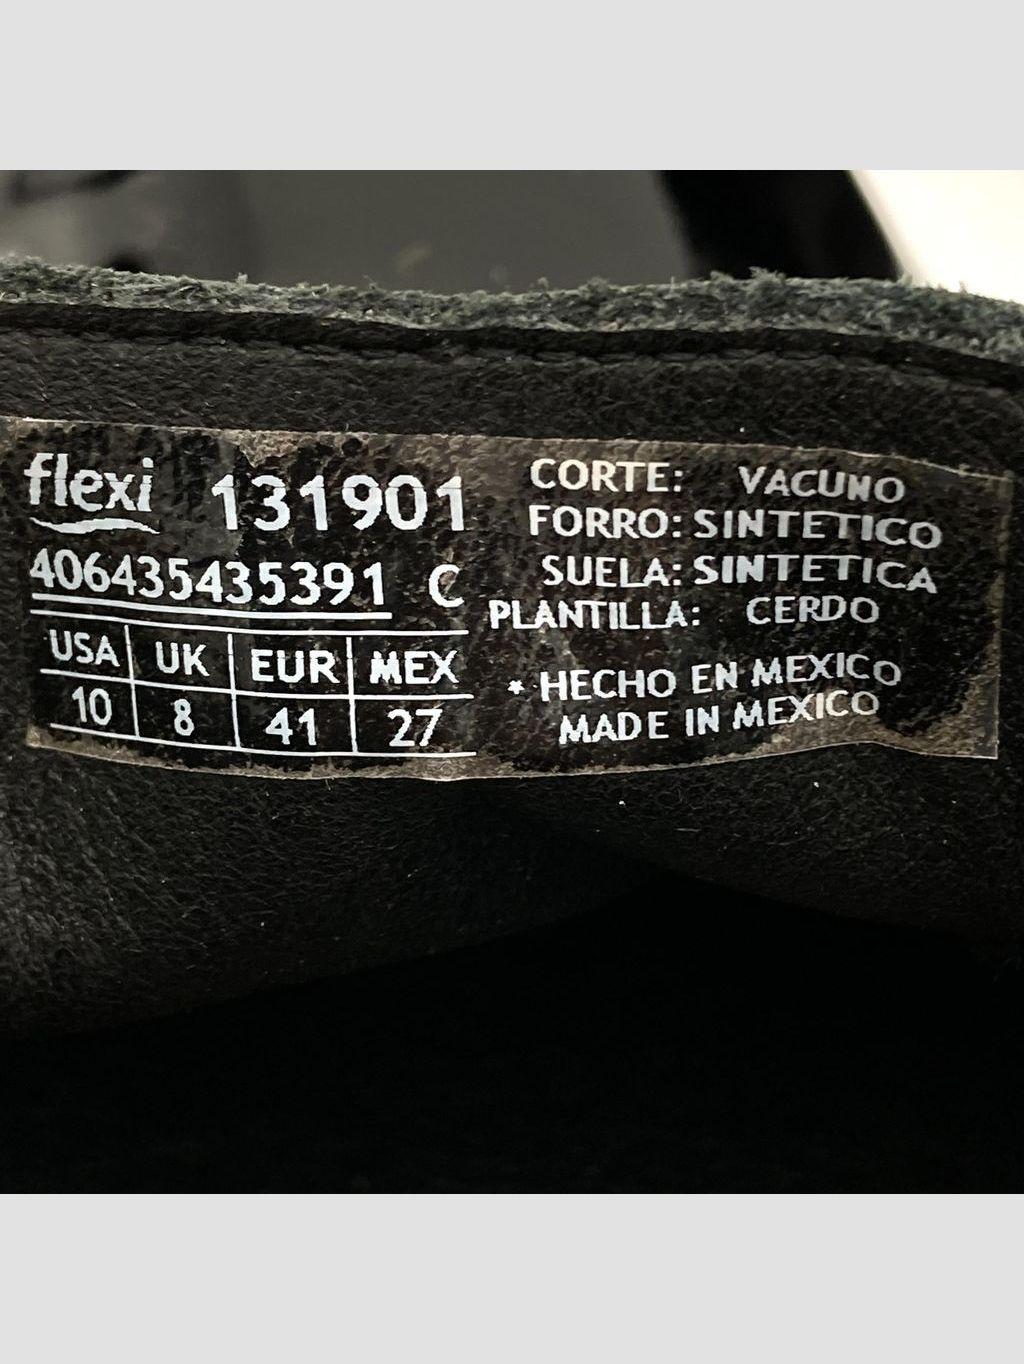 flexi 131901
406435435391 C
USA UK EUR MEX
10 8 41 27
CORTE: VACUNO
FORRO: SINTETICO
SUELA: SINTETICA
PLANTILLA: CERDO
* HECHO EN MEXICO
MADE IN MEXICO